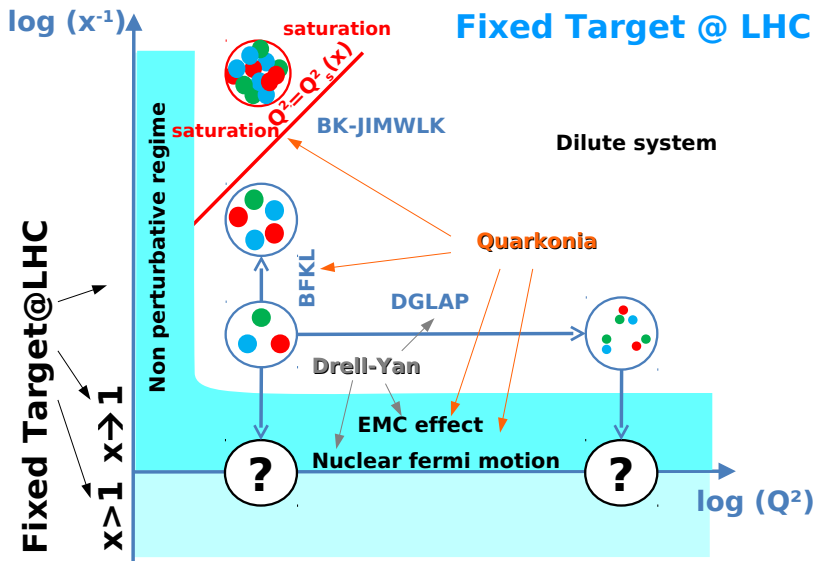 log (x⁻¹)
Fixed Target @ LHC
saturation
Q²=Q²ₛ(x)
saturation
BK-JIMWLK
Dilute system
Non perturbative regime
Quarkonia
BFKL
DGLAP
Drell-Yan
Fixed Target@LHC
x→1
EMC effect
Nuclear fermi motion
?
?
x>1
log (Q²)